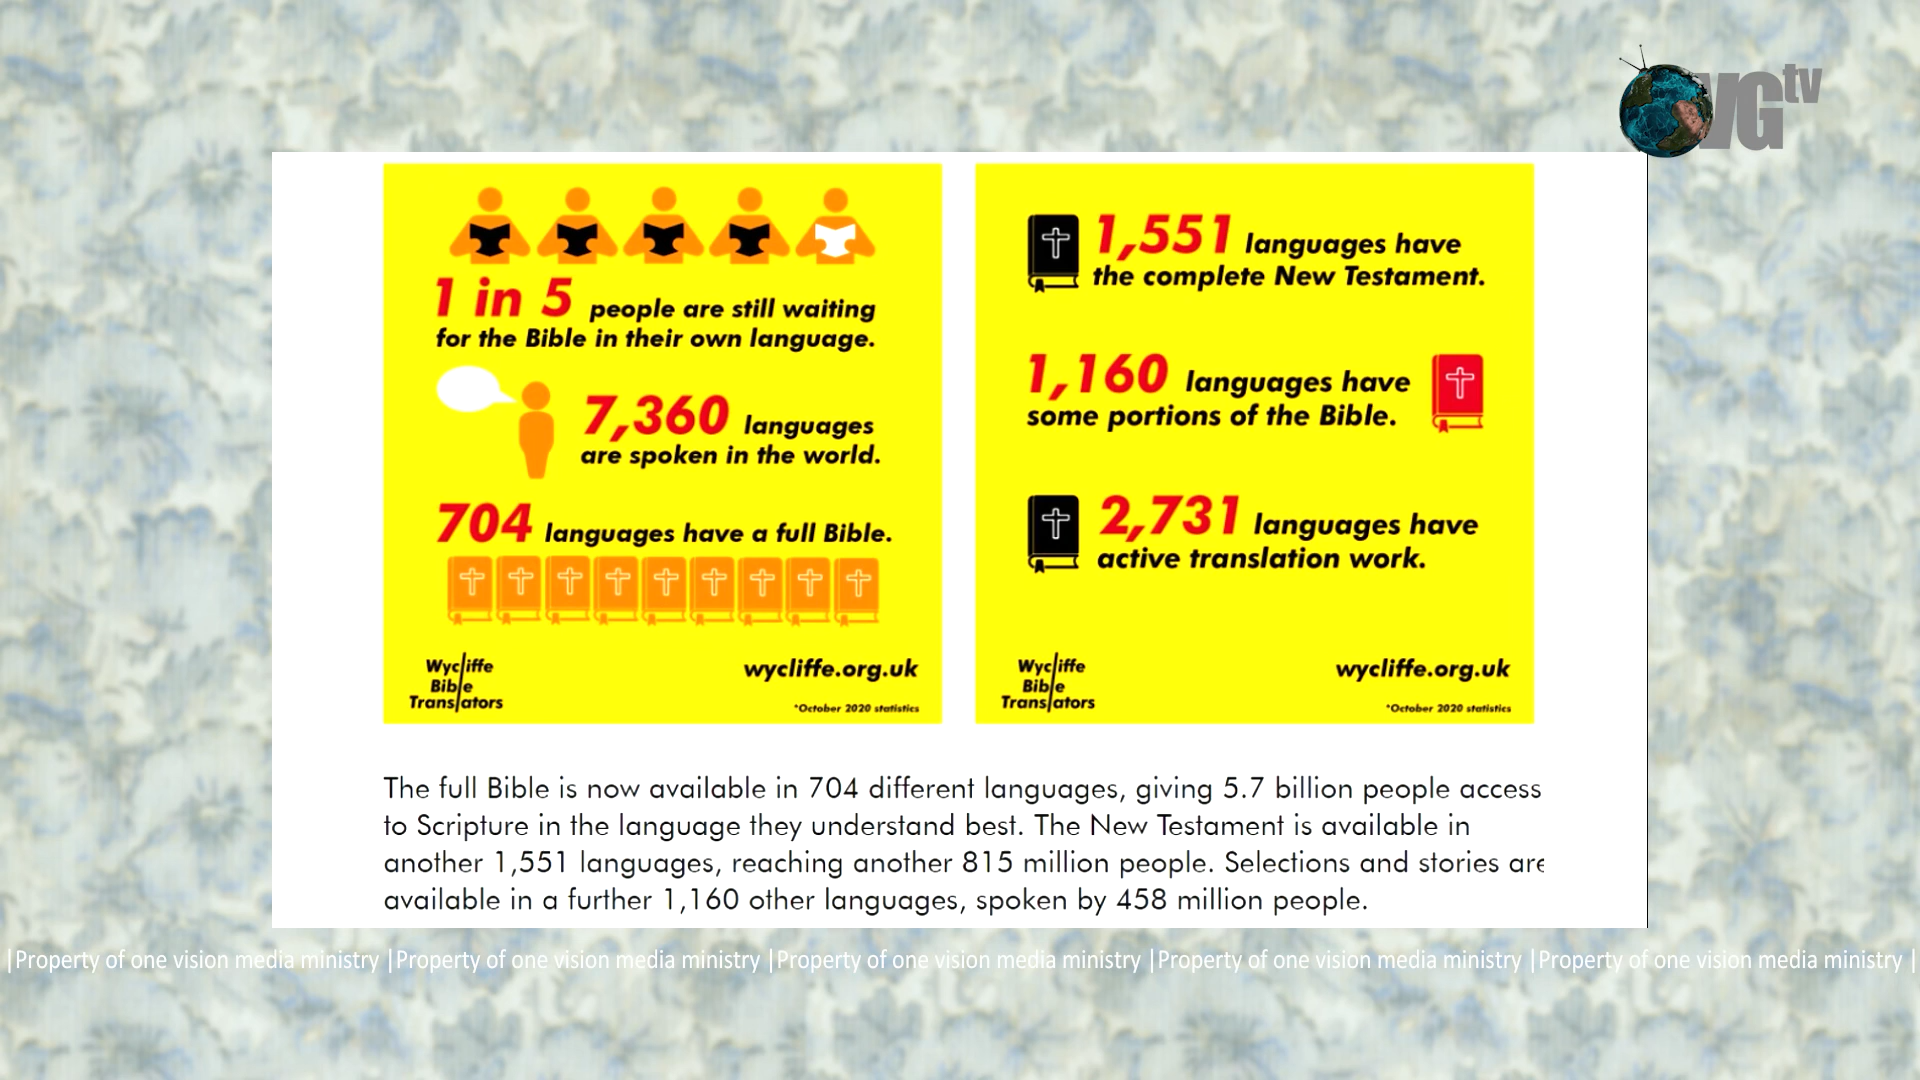 VG tv
1 in 5 people are still waiting
for the Bible in their own language.
7,360 languages
are spoken in the world.
704 languages have a full Bible.
Wycliffe
Bible
Translators
wycliffe.org.uk
*October 2020 statistics
1,551 languages have
the complete New Testament.
1,160 languages have
some portions of the Bible.
2,731 languages have
active translation work.
Wycliffe
Bible
Translators
wycliffe.org.uk
*October 2020 statistics
The full Bible is now available in 704 different languages, giving 5.7 billion people access
to Scripture in the language they understand best. The New Testament is available in
another 1,551 languages, reaching another 815 million people. Selections and stories are
available in a further 1,160 other languages, spoken by 458 million people.
|Property of one vision media ministry |Property of one vision media ministry |Property of one vision media ministry |Property of one vision media ministry |Property of one vision media ministry |